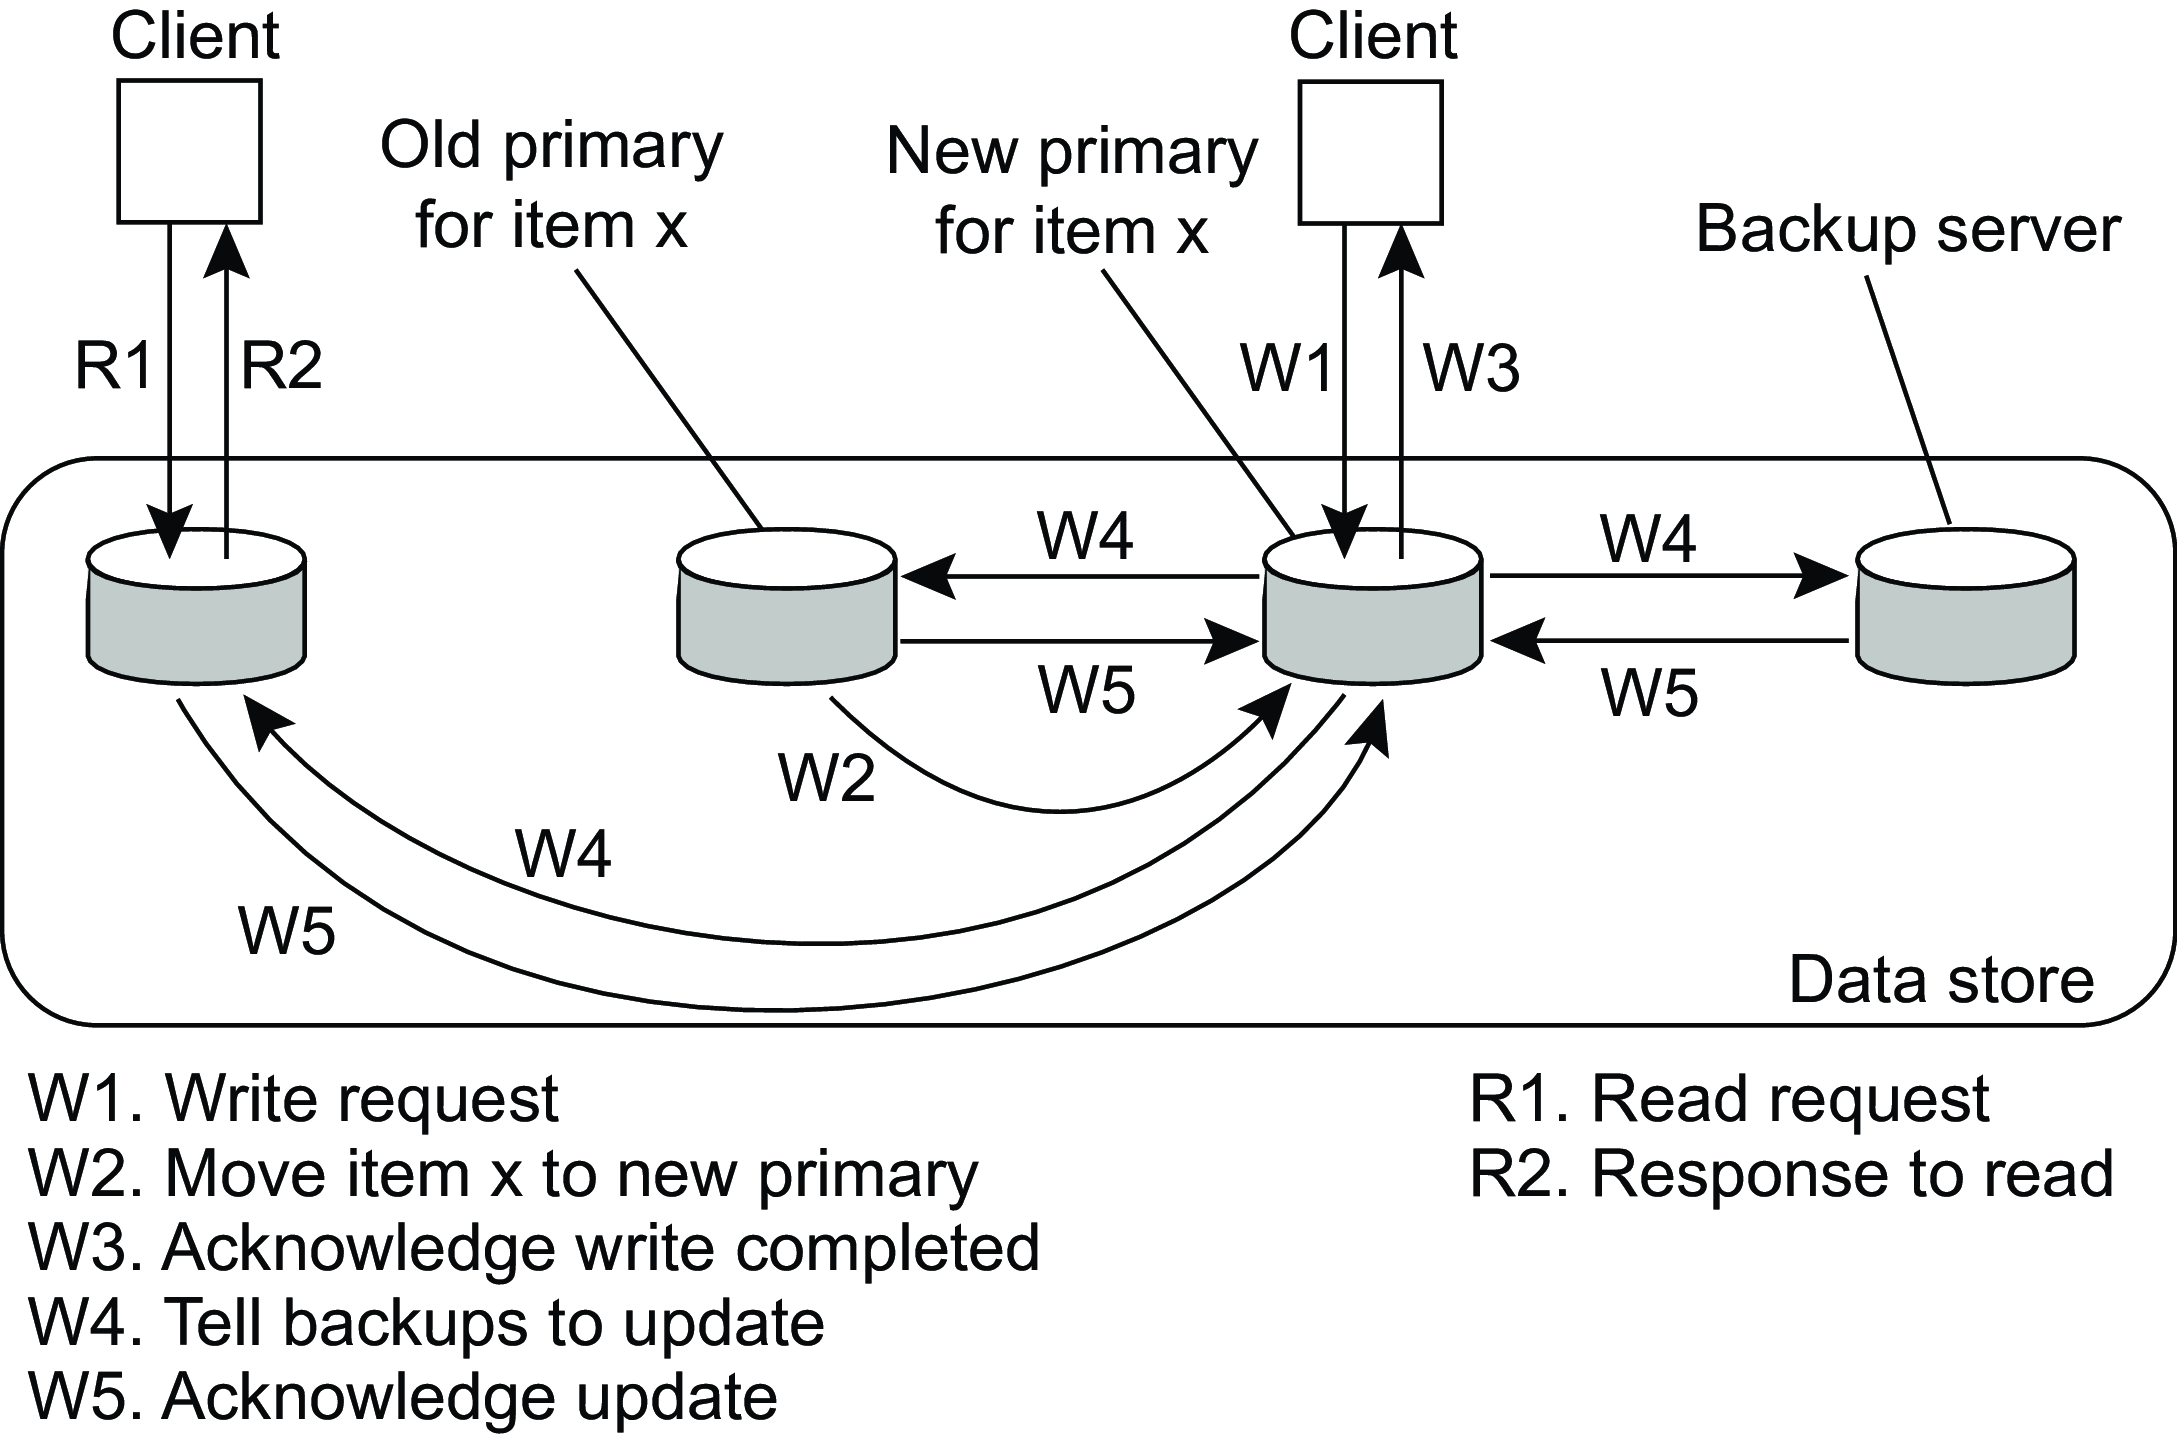 Client
Client
Old primary
for item x
New primary
for item x
Backup server
R1
R2
W1
W3
W4
W4
W5
W5
W2
W4
W5
Data store
W1. Write request
W2. Move item x to new primary
W3. Acknowledge write completed
W4. Tell backups to update
W5. Acknowledge update
R1. Read request
R2. Response to read